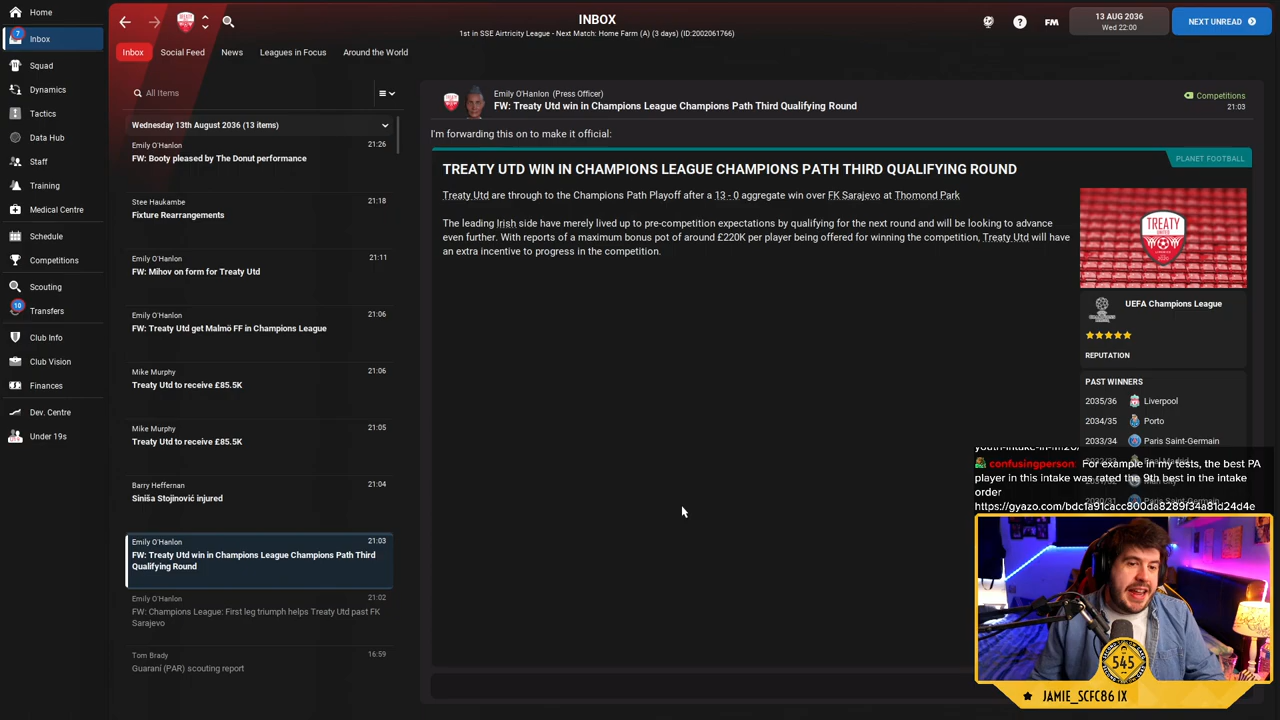 Home
7
Inbox
Squad
Dynamics
Tactics
Data Hub
Staff
Training
Medical Centre
Schedule
Competitions
Scouting
10
Transfers
Club Info
Club Vision
Finances
Dev. Centre
Under 19s
INBOX
1st in SSE Airtricity League - Next Match: Home Farm (A) (3 days) (ID:2002061766)
?
FM
13 AUG 2036
Wed 22:00
NEXT UNREAD
Inbox
Social Feed
News
Leagues in Focus
Around the World
All Items
Wednesday 13th August 2036 (13 items)
Emily O'Hanlon 21:26
FW: Booty pleased by The Donut performance
Stee Haukambe 21:18
Fixture Rearrangements
Emily O'Hanlon 21:11
FW: Mihov on form for Treaty Utd
Emily O'Hanlon 21:06
FW: Treaty Utd get Malmö FF in Champions League
Mike Murphy 21:06
Treaty Utd to receive £85.5K
Mike Murphy 21:05
Treaty Utd to receive £85.5K
Barry Heffernan 21:04
Siniša Stojinović injured
Emily O'Hanlon 21:03
FW: Treaty Utd win in Champions League Champions Path Third
Qualifying Round
Emily O'Hanlon 21:02
FW: Champions League: First leg triumph helps Treaty Utd past FK
Sarajevo
Tom Brady 16:59
Guaraní (PAR) scouting report
Emily O'Hanlon (Press Officer)
FW: Treaty Utd win in Champions League Champions Path Third Qualifying Round
Competitions
21:03
I'm forwarding this on to make it official:
PLANET FOOTBALL
TREATY UTD WIN IN CHAMPIONS LEAGUE CHAMPIONS PATH THIRD QUALIFYING ROUND
Treaty Utd are through to the Champions Path Playoff after a 13 - 0 aggregate win over FK Sarajevo at Thomond Park
The leading Irish side have merely lived up to pre-competition expectations by qualifying for the next round and will be looking to advance
even further. With reports of a maximum bonus pot of around £220K per player being offered for winning the competition, Treaty Utd will have
an extra incentive to progress in the competition.
TREATY
UNITED
UEFA Champions League
REPUTATION
PAST WINNERS
2035/36 Liverpool
2034/35 Porto
2033/34 Paris Saint-Germain
confusingperson: For example in my tests, the best PA
player in this intake was rated the 9th best in the intake
order
https://gyazo.com/bdc1a91cacc800da8289f34a81d24d4e
545
JAMIE_SCFC86 IX